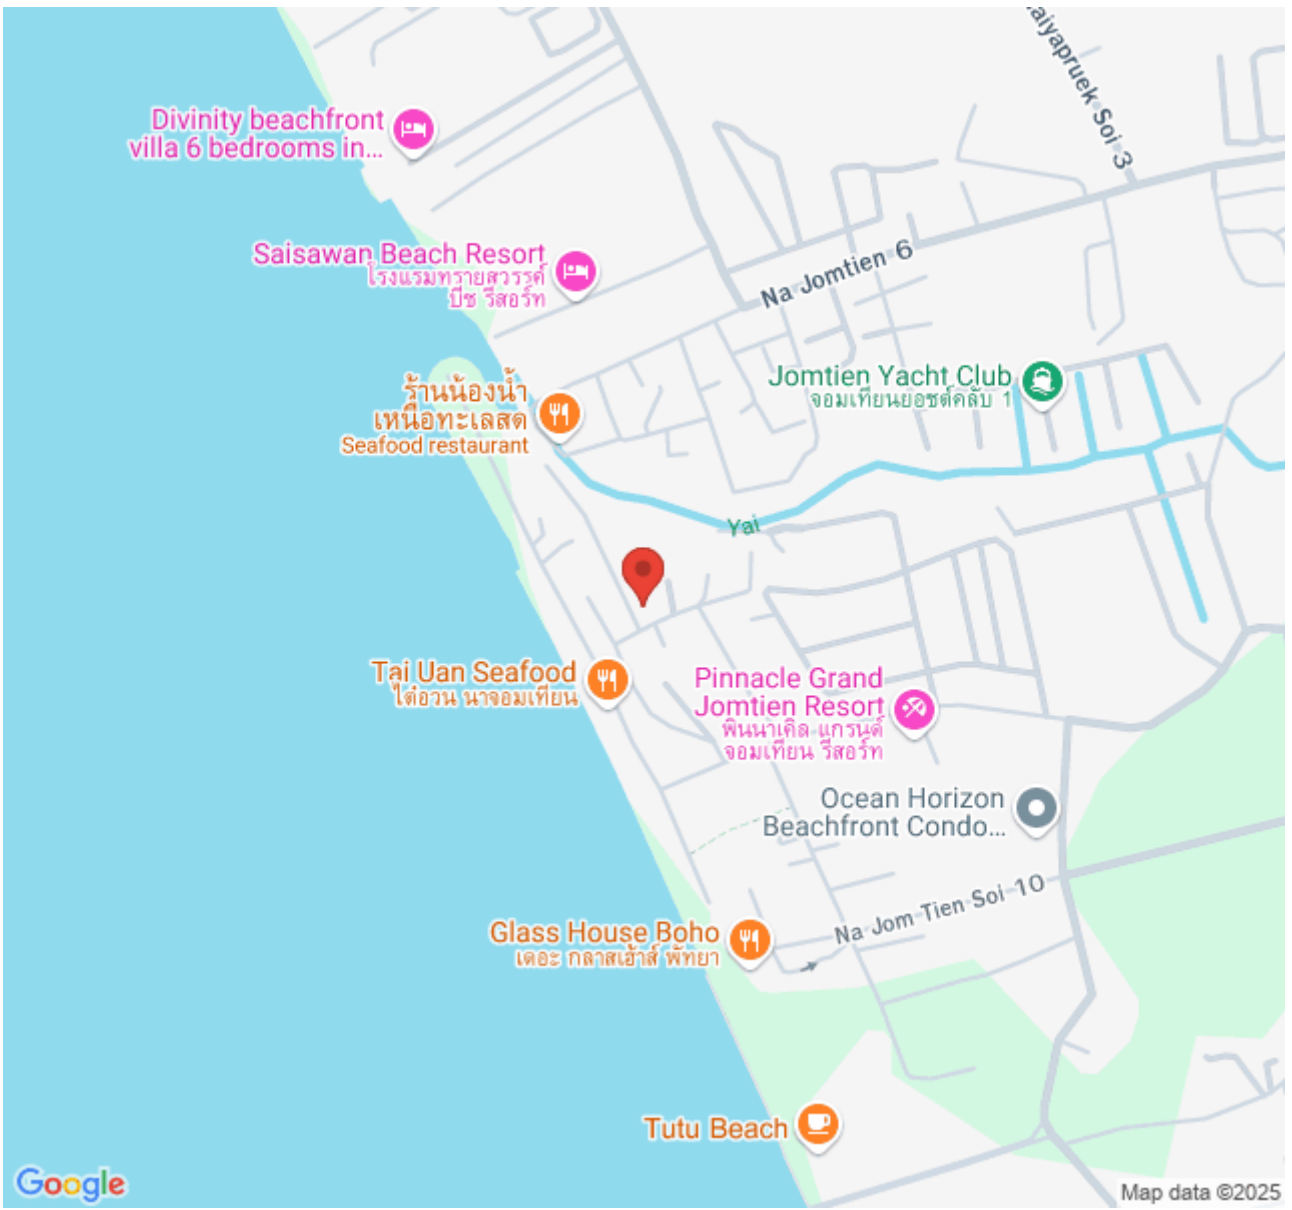 aiyapruek Soi 3
Divinity beachfront
villa 6 bedrooms in...
Saisawan Beach Resort
โรงแรมทรายสวรรค์
บีช รีสอร์ท
Na Jomtien 6
Jomtien Yacht Club
จอมเทียนยอชต์คลับ 1
ร้านน้องน้ำ
เหนือทะเลสด
Seafood restaurant
Yai
Tai Uan Seafood
ไต๋อ้วน นาจอมเทียน
Pinnacle Grand
Jomtien Resort
พินนาเคิล แกรนด์
จอมเทียน รีสอร์ท
Ocean Horizon
Beachfront Condo...
Na Jom Tien Soi 10
Glass House Boho
เดอะ กลาสเฮ้าส์ พัทยา
Tutu Beach
Google
Map data ©2025